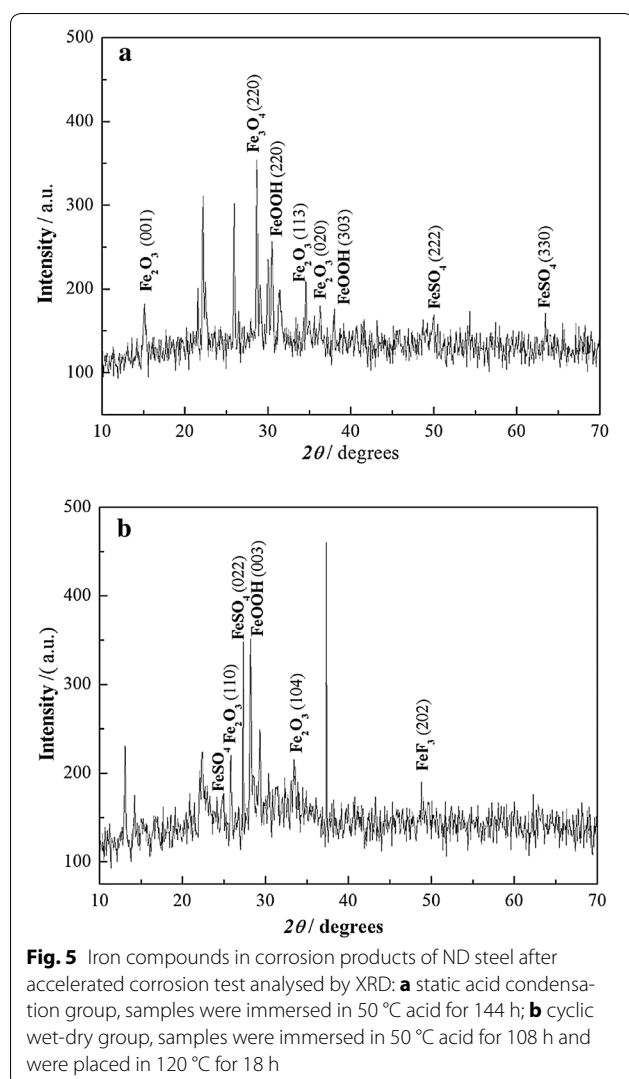 500
a
400
300
200
100
Intensity / a.u.
Fe2O3 (001)
Fe3O4 (220)
FeOOH (220)
Fe2O3 (113)
Fe2O3 (020)
FeOOH (303)
FeSO4 (222)
FeSO4 (330)
10 20 30 40 50 60 70
2θ / degrees
500
b
400
300
200
100
Intensity /( a.u.)
FeSO4
Fe2O3 (110)
FeSO4 (022)
FeOOH (003)
Fe2O3 (104)
FeF3 (202)
10 20 30 40 50 60 70
2θ / degrees
Fig. 5 Iron compounds in corrosion products of ND steel after
accelerated corrosion test analysed by XRD: a static acid condensa-
tion group, samples were immersed in 50 °C acid for 144 h; b cyclic
wet-dry group, samples were immersed in 50 °C acid for 108 h and
were placed in 120 °C for 18 h